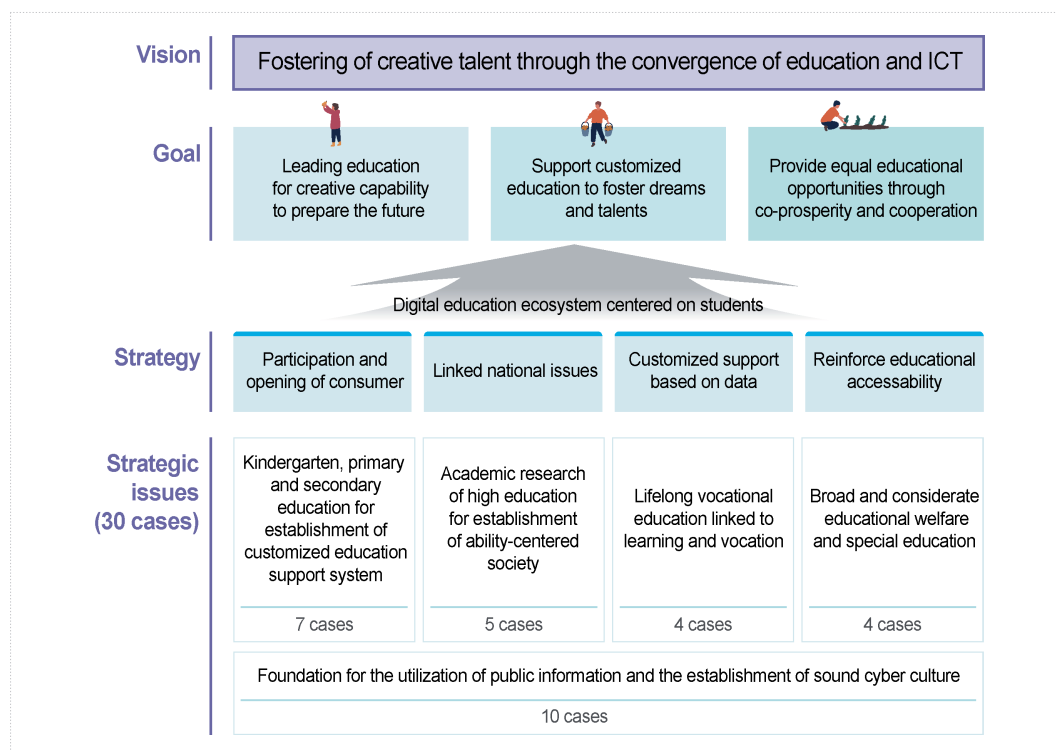 Vision
Fostering of creative talent through the convergence of education and ICT
Goal
Leading education
for creative capability
to prepare the future
Support customized
education to foster dreams
and talents
Provide equal educational
opportunities through
co-prosperity and cooperation
Digital education ecosystem centered on students
Strategy
Participation and
opening of consumer
Linked national issues
Customized support
based on data
Reinforce educational
accessability
Strategic
issues
(30 cases)
Kindergarten, primary
and secondary
education for
establishment of
customized education
support system
7 cases
Academic research
of high education
for establishment
of ability-centered
society
5 cases
Lifelong vocational
education linked to
learning and vocation
4 cases
Broad and considerate
educational welfare
and special education
4 cases
Foundation for the utilization of public information and the establishment of sound cyber culture
10 cases